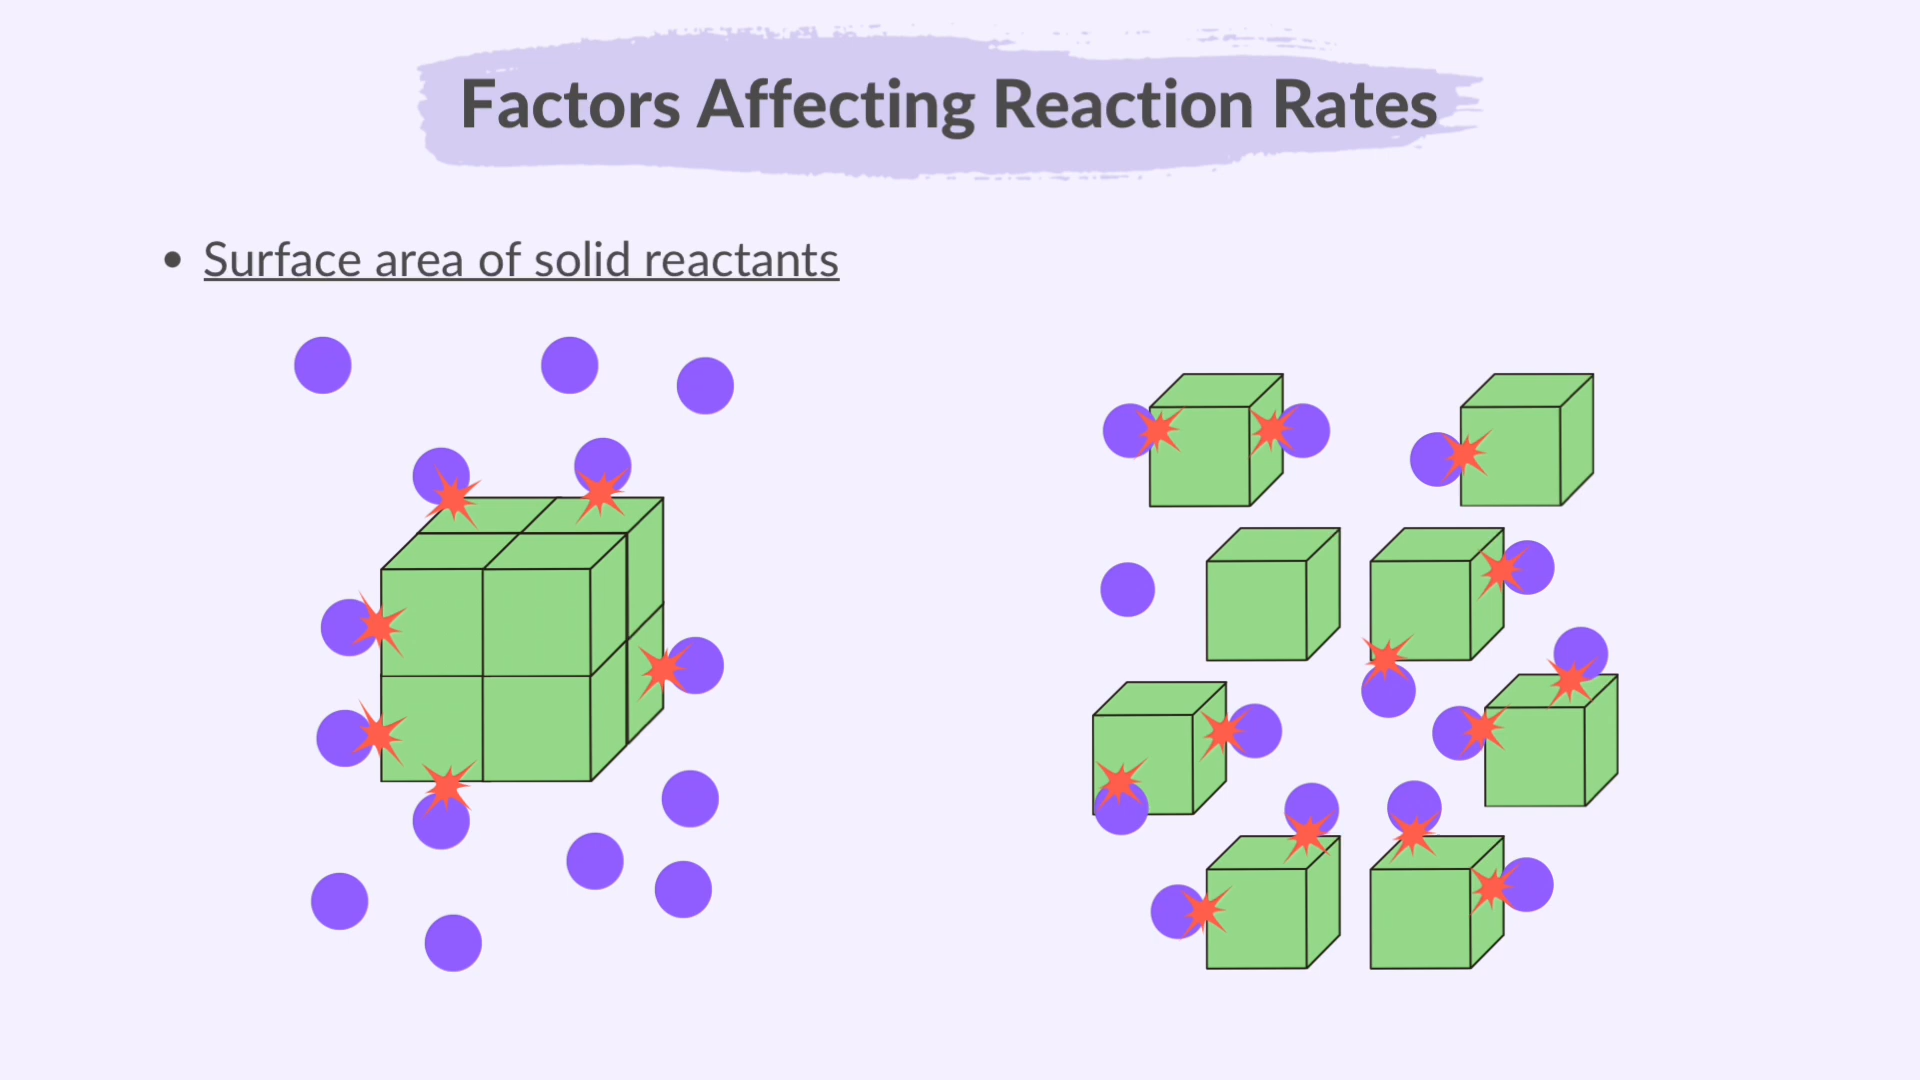 Factors Affecting Reaction Rates
• Surface area of solid reactants